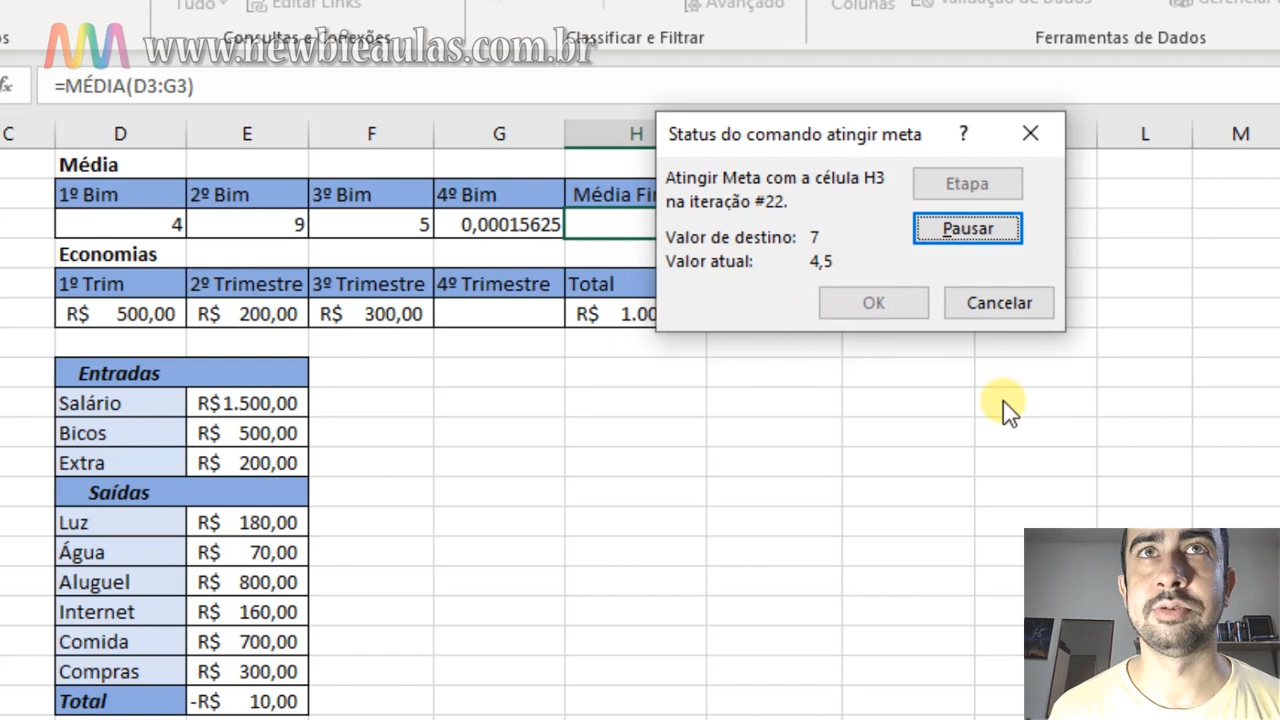 Tudo
Editar Links
Avançado
Colunas
Validação de Dados
Consultas e Conexões
Classificar e Filtrar
Ferramentas de Dados
www.newbieaulas.com.br
fx =MÉDIA(D3:G3)
C D E F G H L M
Média
1º Bim 2º Bim 3º Bim 4º Bim Média Fin
4 9 5 0,00015625
Economias
1º Trim 2º Trimestre 3º Trimestre 4º Trimestre Total
R$ 500,00 R$ 200,00 R$ 300,00 R$ 1.00
Status do comando atingir meta ?
Atingir Meta com a célula H3
na iteração #22.
Etapa
Pausar
Valor de destino: 7
Valor atual: 4,5
OK Cancelar
Entradas
Salário R$1.500,00
Bicos R$ 500,00
Extra R$ 200,00
Saídas
Luz R$ 180,00
Água R$ 70,00
Aluguel R$ 800,00
Internet R$ 160,00
Comida R$ 700,00
Compras R$ 300,00
Total -R$ 10,00